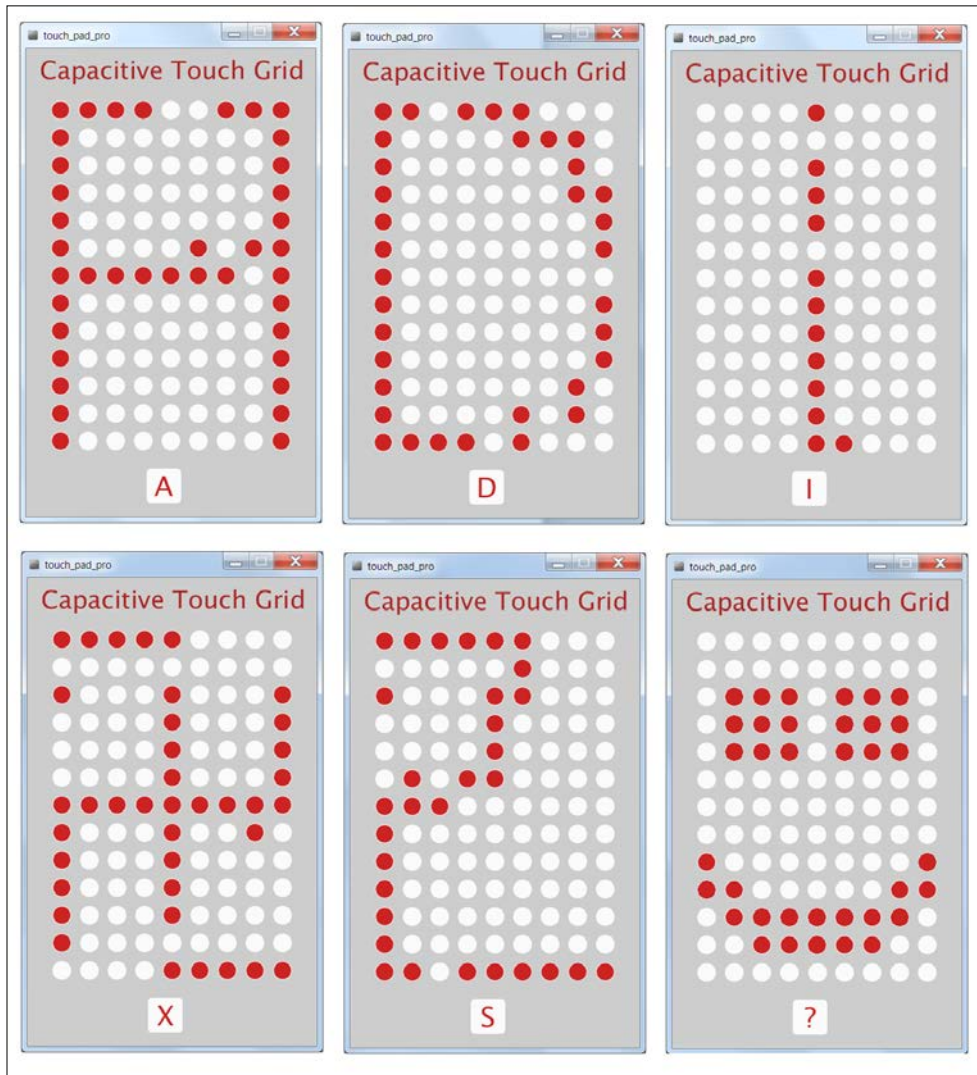 touch_pad_pro
Capacitive Touch Grid
A
touch_pad_pro
Capacitive Touch Grid
D
touch_pad_pro
Capacitive Touch Grid
I
touch_pad_pro
Capacitive Touch Grid
X
touch_pad_pro
Capacitive Touch Grid
S
touch_pad_pro
Capacitive Touch Grid
?